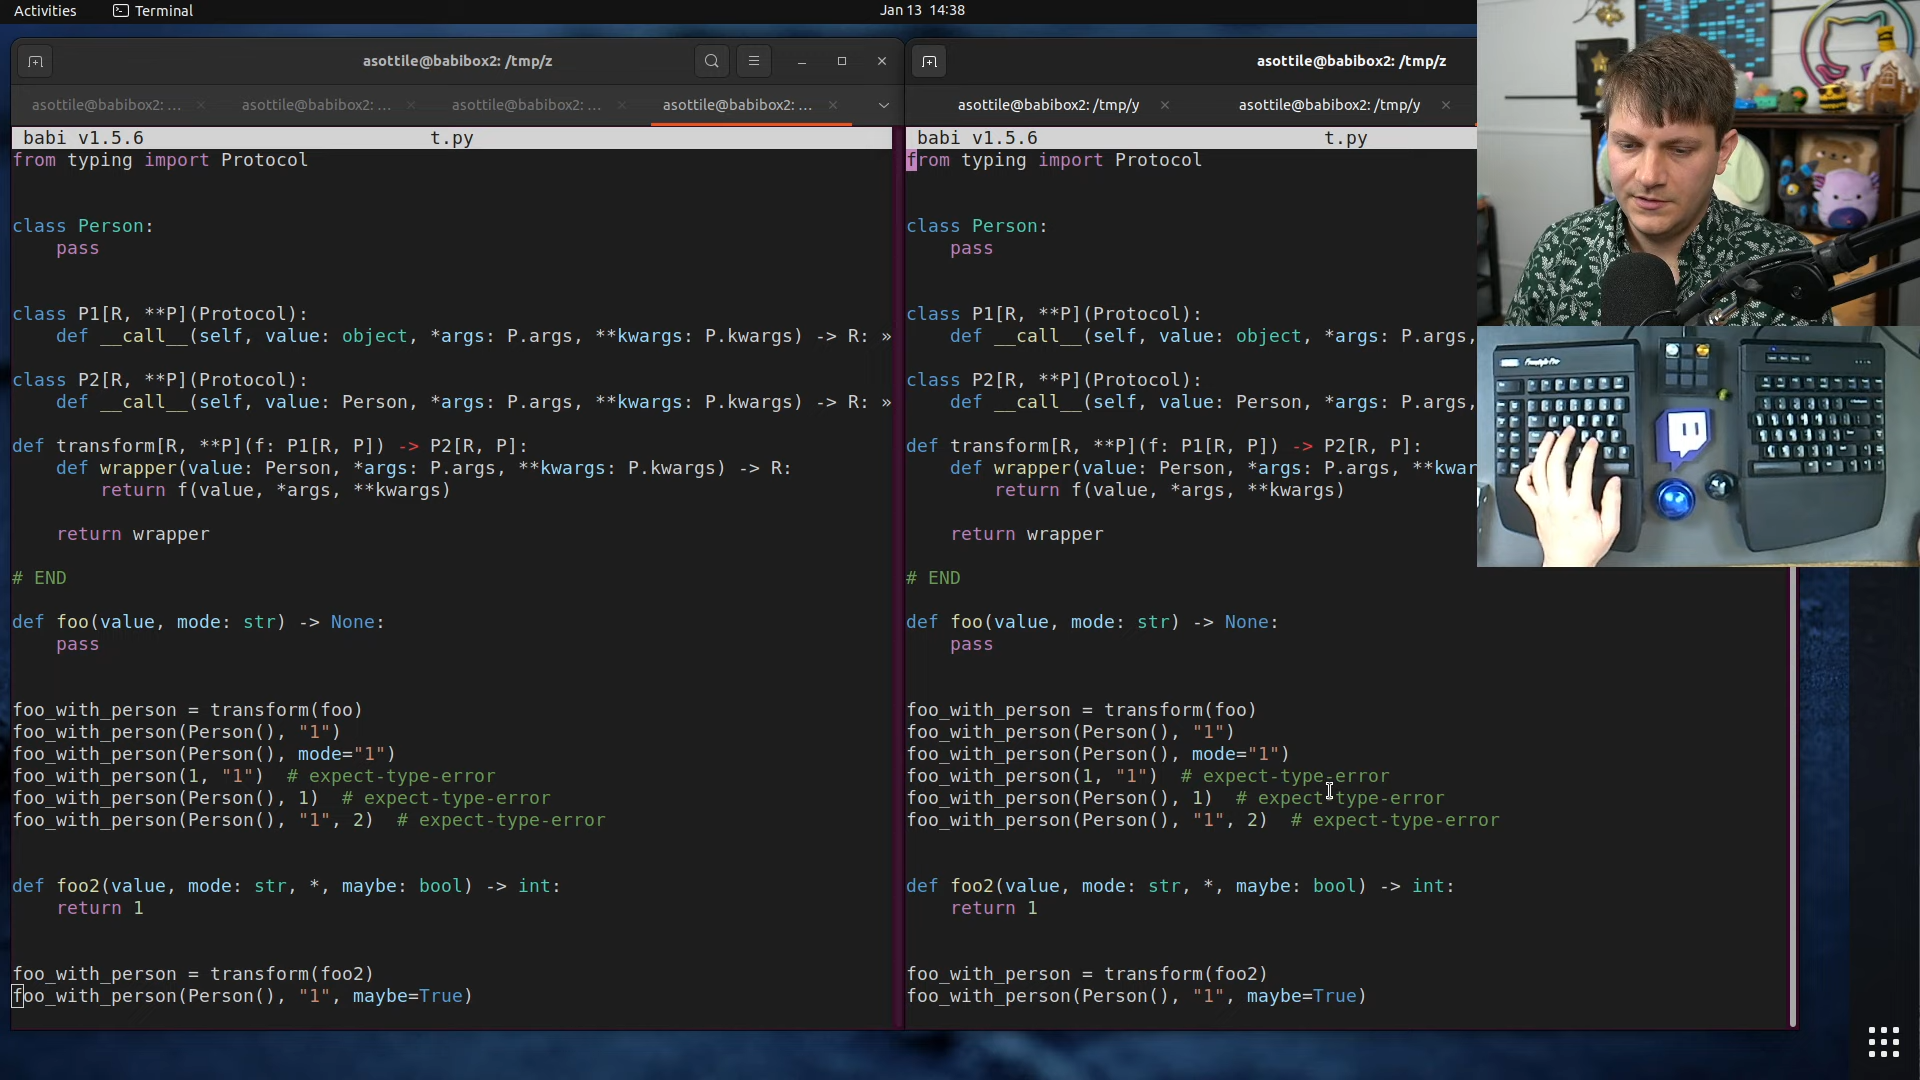 Activities
Terminal
Jan 13 14:38
asottile@babibox2: /tmp/z
asottile@babibox2: ...
asottile@babibox2: ...
asottile@babibox2: ...
asottile@babibox2: ...
babi v1.5.6 t.py
from typing import Protocol
class Person:
    pass
class P1[R, **P](Protocol):
    def __call__(self, value: object, *args: P.args, **kwargs: P.kwargs) -> R: »
class P2[R, **P](Protocol):
    def __call__(self, value: Person, *args: P.args, **kwargs: P.kwargs) -> R: »
def transform[R, **P](f: P1[R, P]) -> P2[R, P]:
    def wrapper(value: Person, *args: P.args, **kwargs: P.kwargs) -> R:
        return f(value, *args, **kwargs)
    return wrapper
# END
def foo(value, mode: str) -> None:
    pass
foo_with_person = transform(foo)
foo_with_person(Person(), "1")
foo_with_person(Person(), mode="1")
foo_with_person(1, "1")  # expect-type-error
foo_with_person(Person(), 1)  # expect-type-error
foo_with_person(Person(), "1", 2)  # expect-type-error
def foo2(value, mode: str, *, maybe: bool) -> int:
    return 1
foo_with_person = transform(foo2)
foo_with_person(Person(), "1", maybe=True)
asottile@babibox2: /tmp/z
asottile@babibox2: /tmp/y
asottile@babibox2: /tmp/y
babi v1.5.6 t.py
from typing import Protocol
class Person:
    pass
class P1[R, **P](Protocol):
    def __call__(self, value: object, *args: P.args,
class P2[R, **P](Protocol):
    def __call__(self, value: Person, *args: P.args,
def transform[R, **P](f: P1[R, P]) -> P2[R, P]:
    def wrapper(value: Person, *args: P.args, **kwar
        return f(value, *args, **kwargs)
    return wrapper
# END
def foo(value, mode: str) -> None:
    pass
foo_with_person = transform(foo)
foo_with_person(Person(), "1")
foo_with_person(Person(), mode="1")
foo_with_person(1, "1")  # expect-type-error
foo_with_person(Person(), 1)  # expect-type-error
foo_with_person(Person(), "1", 2)  # expect-type-error
def foo2(value, mode: str, *, maybe: bool) -> int:
    return 1
foo_with_person = transform(foo2)
foo_with_person(Person(), "1", maybe=True)